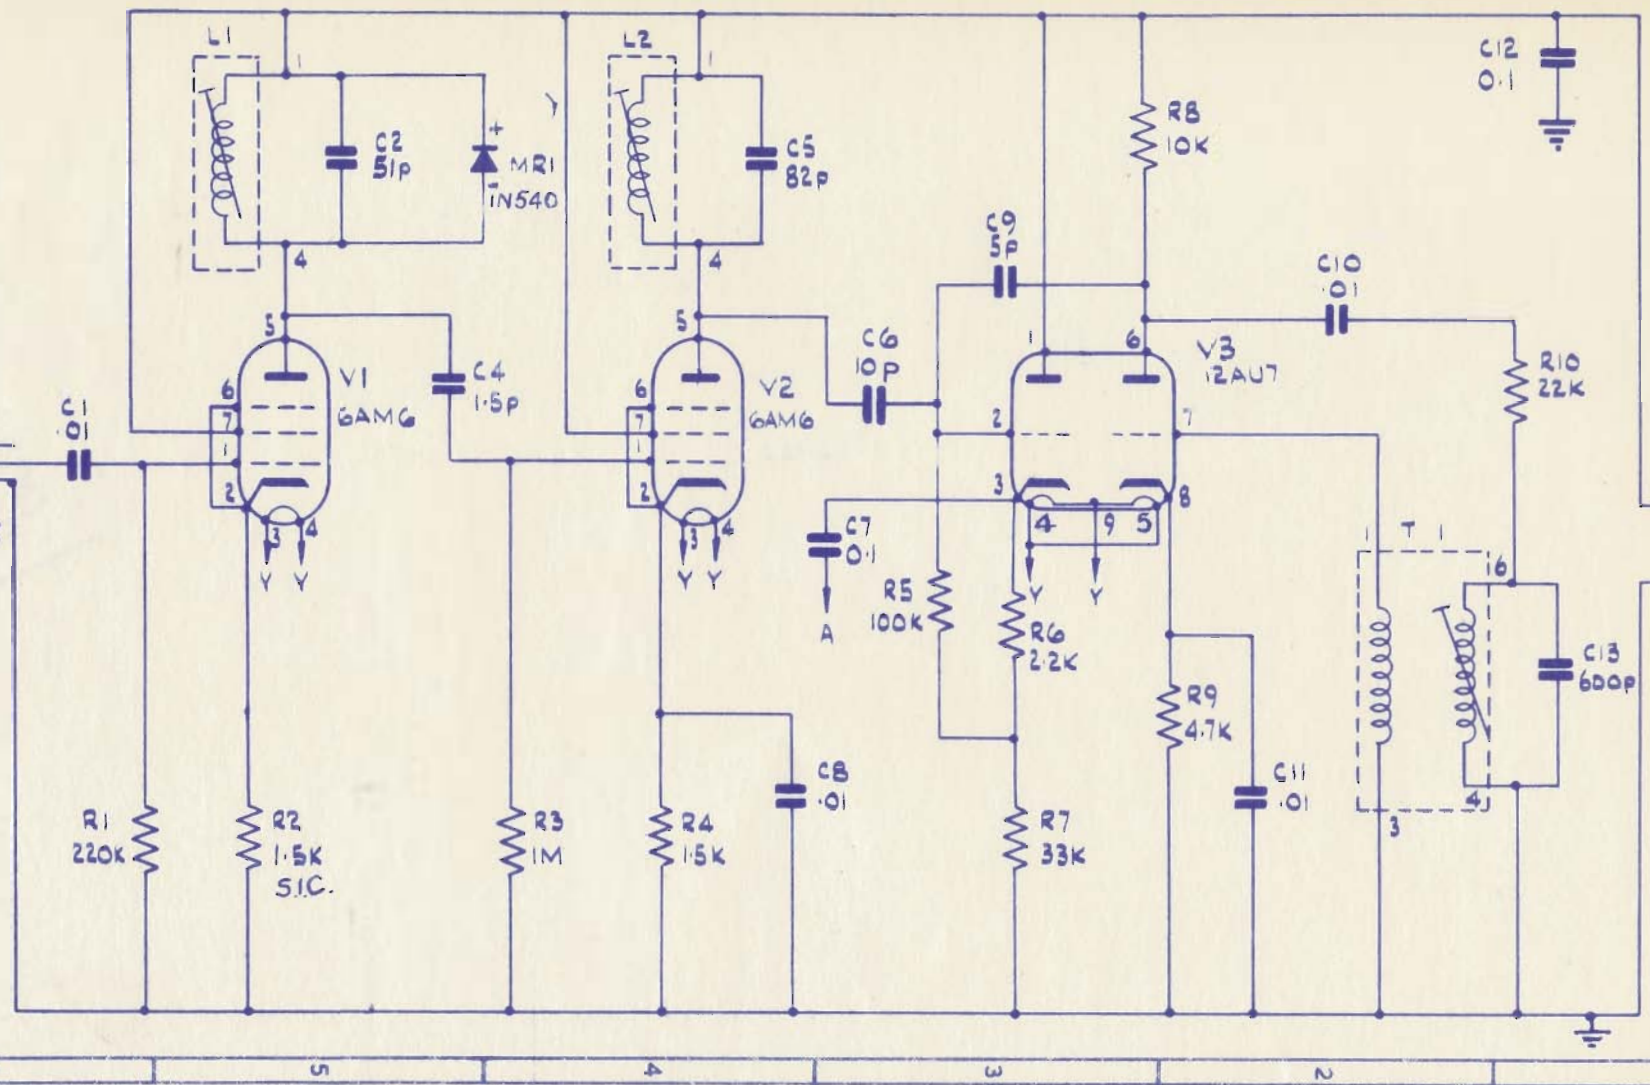 L1
1
C2
51p
+
MR1
-
1N540
4
5
V1
6AM6
6
7
1
2
3
4
Y Y
C1
.01
C4
1.5p
R1
220K
R2
1.5K
S.I.C.
L2
1
Y
C5
82p
4
5
V2
6AM6
6
7
1
2
3
4
Y Y
R3
1M
R4
1.5K
C8
.01
C6
10p
C9
5p
R8
10K
C12
0.1
C10
.01
1
6
V3
12AU7
2
7
3
8
4 9 5
Y Y
C7
0.1
A
R5
100K
R6
2.2K
R7
33K
R9
4.7K
C11
.01
R10
22K
1 T 1
6
C13
600p
4
3
5
4
3
2